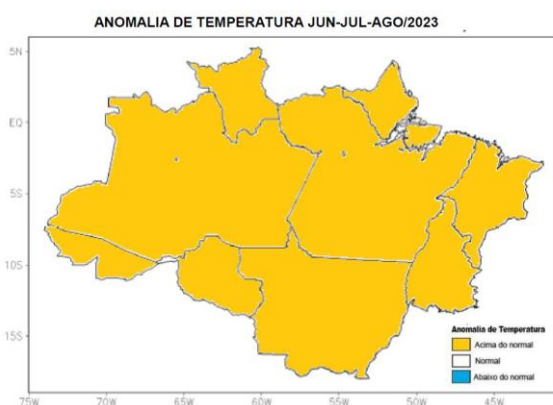 ANOMALIA DE TEMPERATURA JUN-JUL-AGO/2023
5N
EQ
5S
10S
15S
75W 70W 65W 60W 55W 50W 45W
Anomalia de Temperatura
Acima do normal
Normal
Abaixo do normal